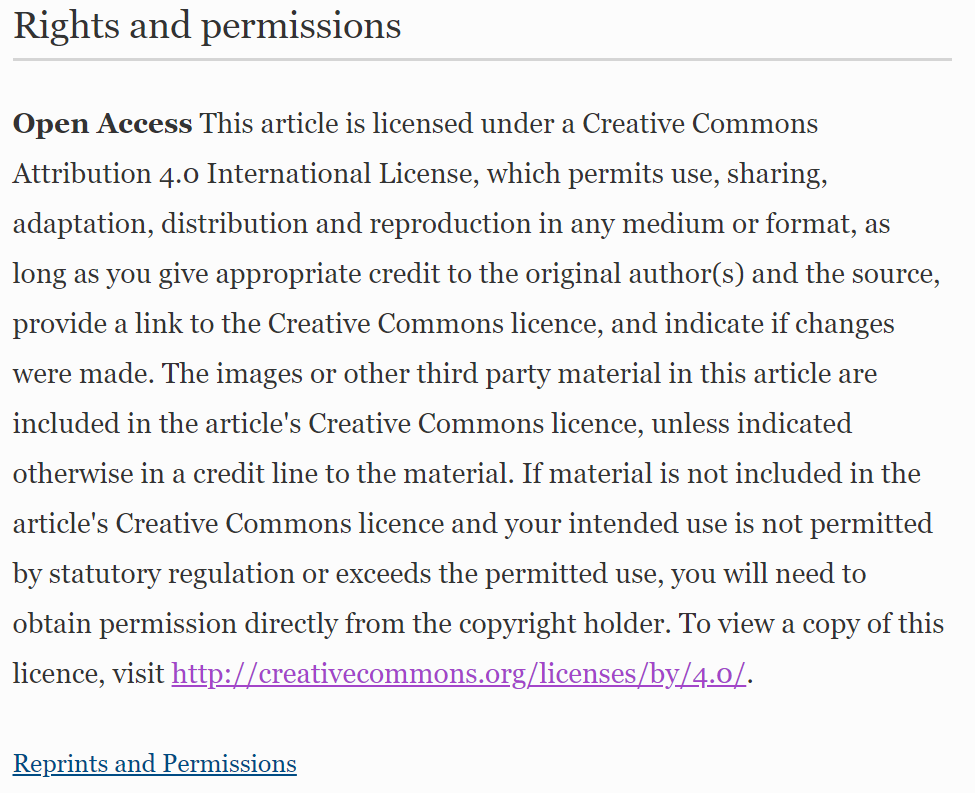 Rights and permissions
Open Access This article is licensed under a Creative Commons
Attribution 4.0 International License, which permits use, sharing,
adaptation, distribution and reproduction in any medium or format, as
long as you give appropriate credit to the original author(s) and the source,
provide a link to the Creative Commons licence, and indicate if changes
were made. The images or other third party material in this article are
included in the article's Creative Commons licence, unless indicated
otherwise in a credit line to the material. If material is not included in the
article's Creative Commons licence and your intended use is not permitted
by statutory regulation or exceeds the permitted use, you will need to
obtain permission directly from the copyright holder. To view a copy of this
licence, visit http://creativecommons.org/licenses/by/4.0/.
Reprints and Permissions